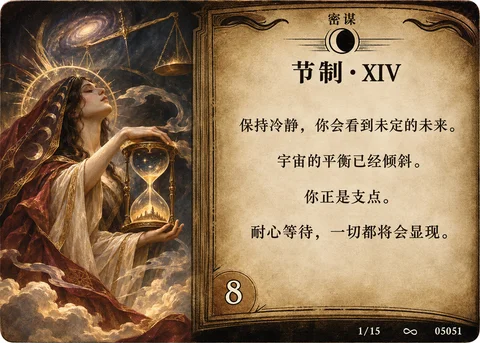 密谋
节制·XIV
保持冷静，你会看到未定的未来。
宇宙的平衡已经倾斜。
你正是支点。
耐心等待，一切都将会显现。
8
1/15 ∞ 05051